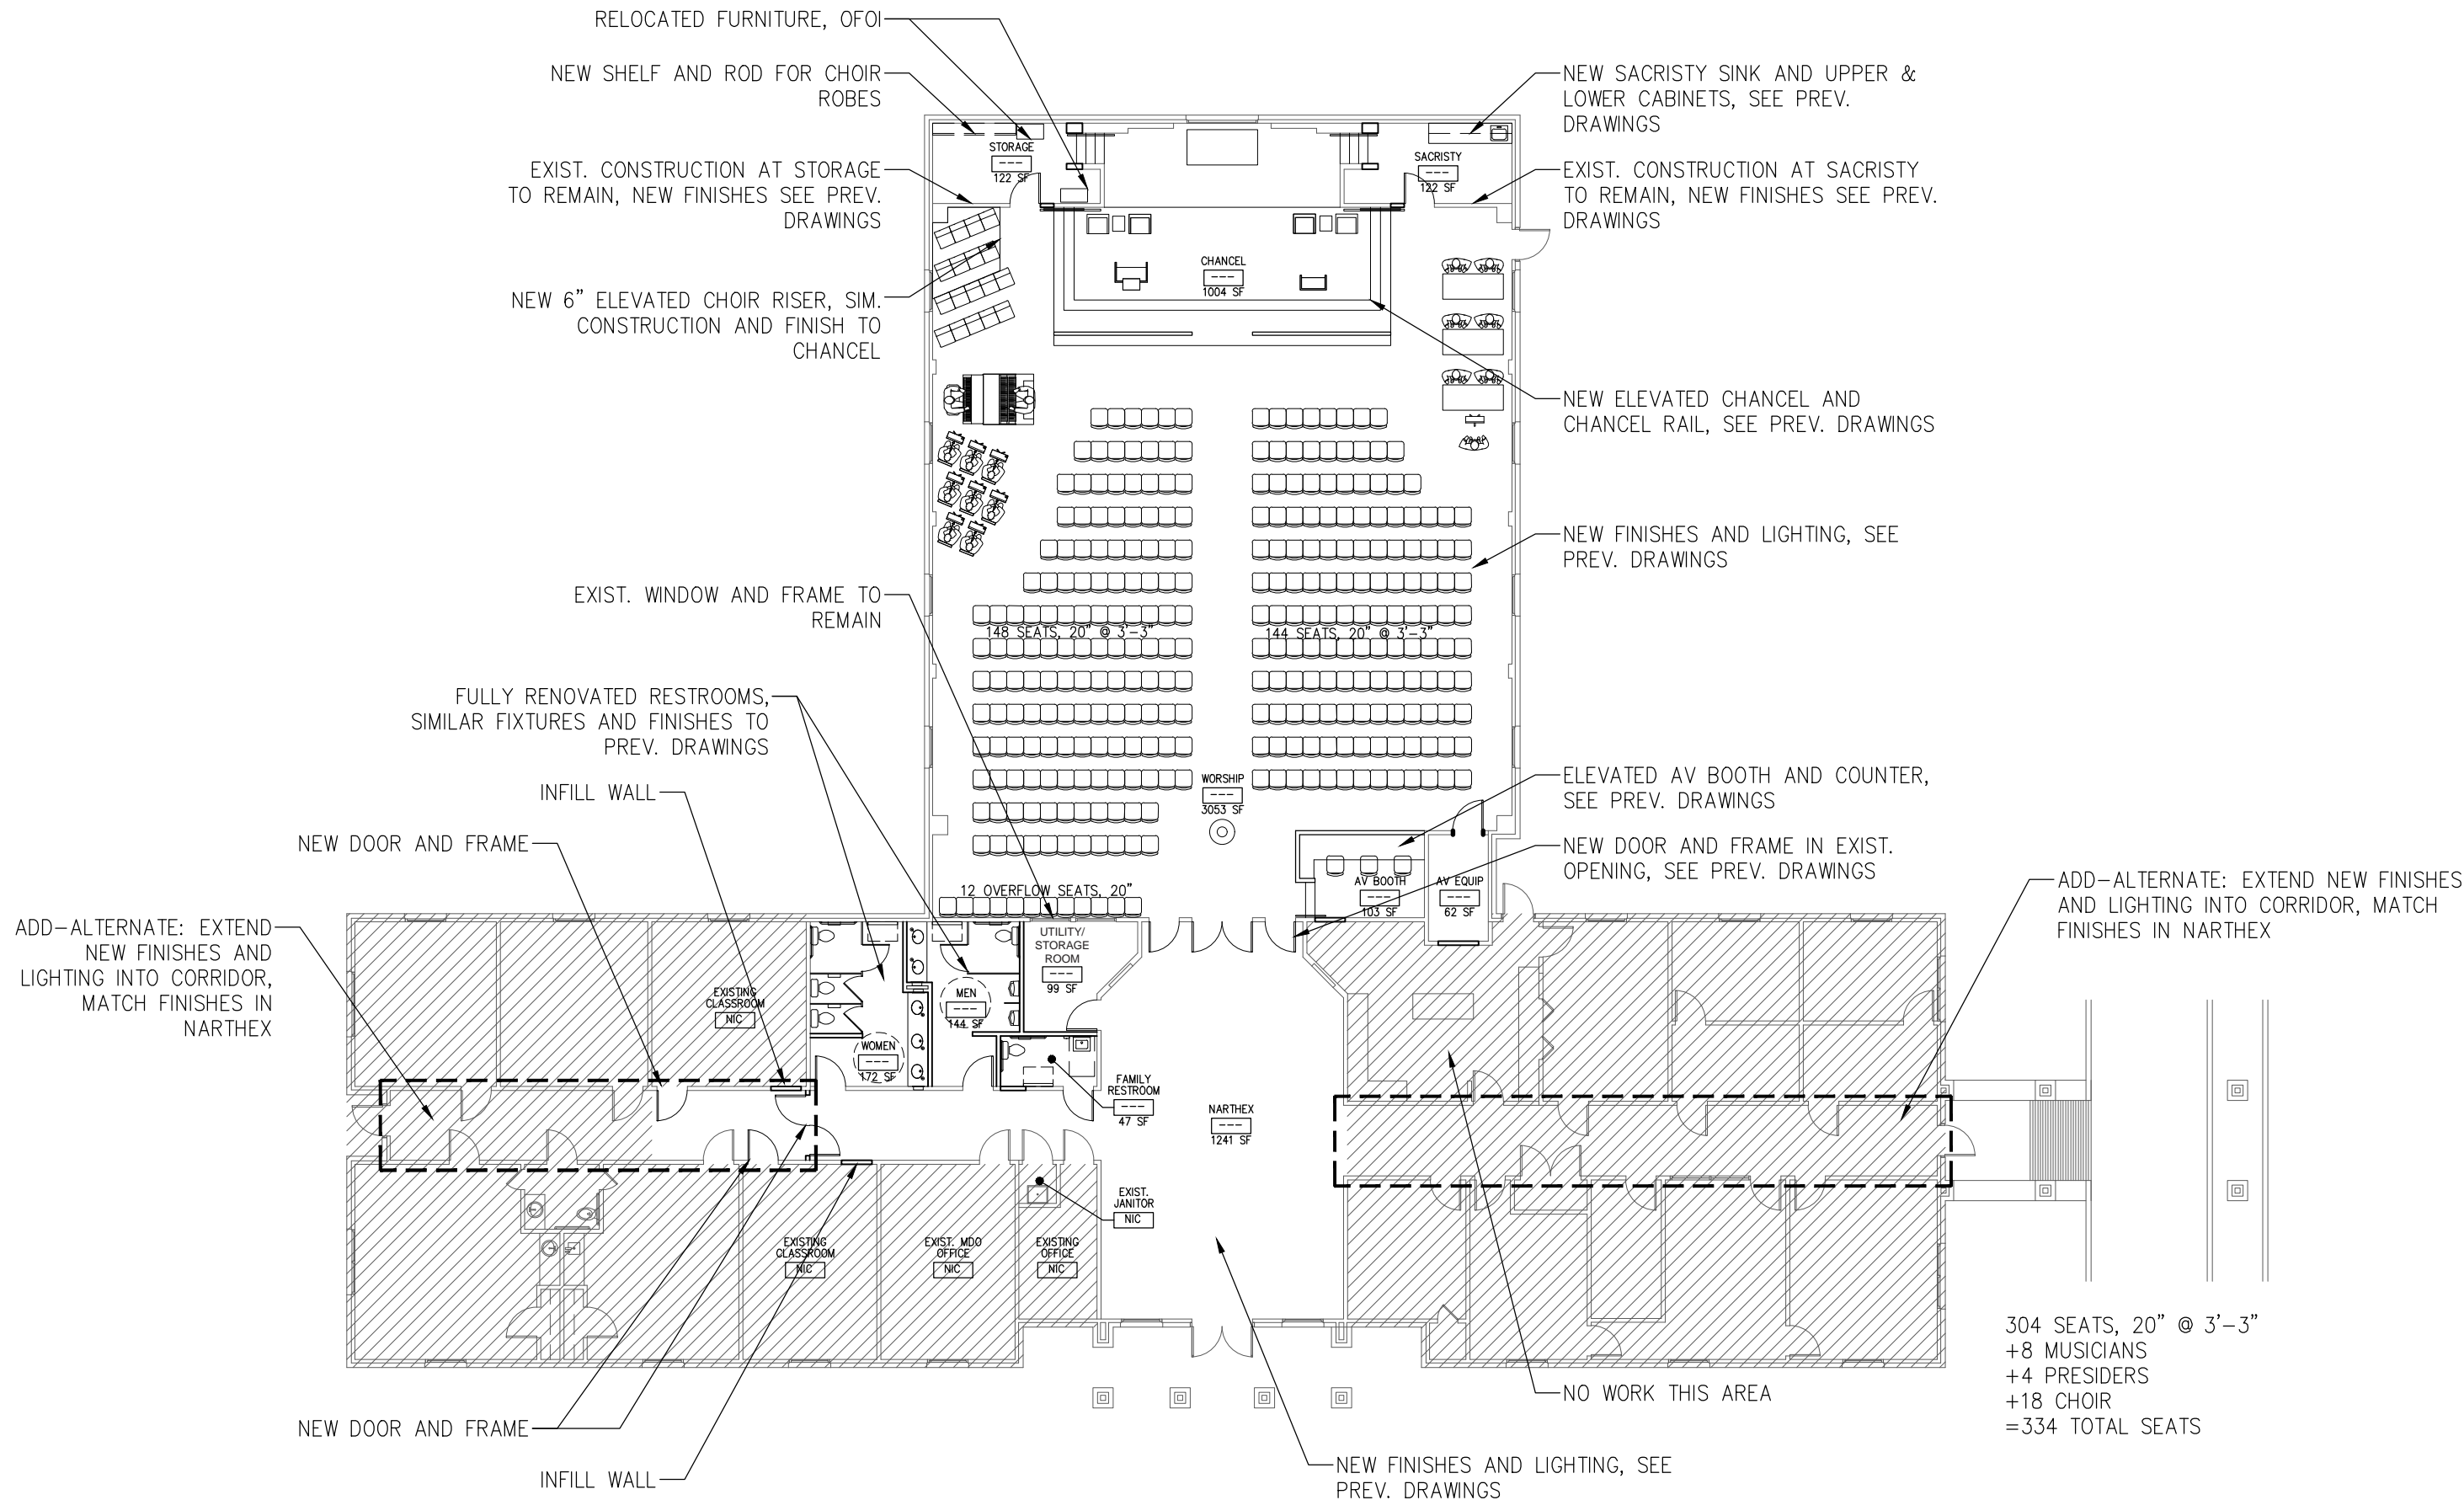 RELOCATED FURNITURE, OFOI
NEW SHELF AND ROD FOR CHOIR
ROBES
EXIST. CONSTRUCTION AT STORAGE
TO REMAIN, NEW FINISHES SEE PREV.
DRAWINGS
NEW 6" ELEVATED CHOIR RISER, SIM.
CONSTRUCTION AND FINISH TO
CHANCEL
EXIST. WINDOW AND FRAME TO
REMAIN
FULLY RENOVATED RESTROOMS,
SIMILAR FIXTURES AND FINISHES TO
PREV. DRAWINGS
INFILL WALL
NEW DOOR AND FRAME
ADD-ALTERNATE: EXTEND
NEW FINISHES AND
LIGHTING INTO CORRIDOR,
MATCH FINISHES IN
NARTHEX
NEW DOOR AND FRAME
INFILL WALL
STORAGE
---
122 SF
SACRISTY
---
122 SF
CHANCEL
---
1004 SF
148 SEATS, 20" @ 3'-3"
144 SEATS, 20" @ 3'-3"
WORSHIP
---
3053 SF
12 OVERFLOW SEATS, 20"
AV BOOTH
---
103 SF
AV EQUIP
---
62 SF
UTILITY/
STORAGE
ROOM
---
99 SF
EXISTING
CLASSROOM
NIC
MEN
---
144 SF
WOMEN
---
172 SF
FAMILY
RESTROOM
---
47 SF
NARTHEX
---
1241 SF
EXIST.
JANITOR
NIC
EXISTING
CLASSROOM
NIC
EXIST. MDO
OFFICE
NIC
EXISTING
OFFICE
NIC
NEW SACRISTY SINK AND UPPER &
LOWER CABINETS, SEE PREV.
DRAWINGS
EXIST. CONSTRUCTION AT SACRISTY
TO REMAIN, NEW FINISHES SEE PREV.
DRAWINGS
NEW ELEVATED CHANCEL AND
CHANCEL RAIL, SEE PREV. DRAWINGS
NEW FINISHES AND LIGHTING, SEE
PREV. DRAWINGS
ELEVATED AV BOOTH AND COUNTER,
SEE PREV. DRAWINGS
NEW DOOR AND FRAME IN EXIST.
OPENING, SEE PREV. DRAWINGS
ADD-ALTERNATE: EXTEND NEW FINISHES
AND LIGHTING INTO CORRIDOR, MATCH
FINISHES IN NARTHEX
NO WORK THIS AREA
NEW FINISHES AND LIGHTING, SEE
PREV. DRAWINGS
304 SEATS, 20" @ 3'-3"
+8 MUSICIANS
+4 PRESIDERS
+18 CHOIR
=334 TOTAL SEATS